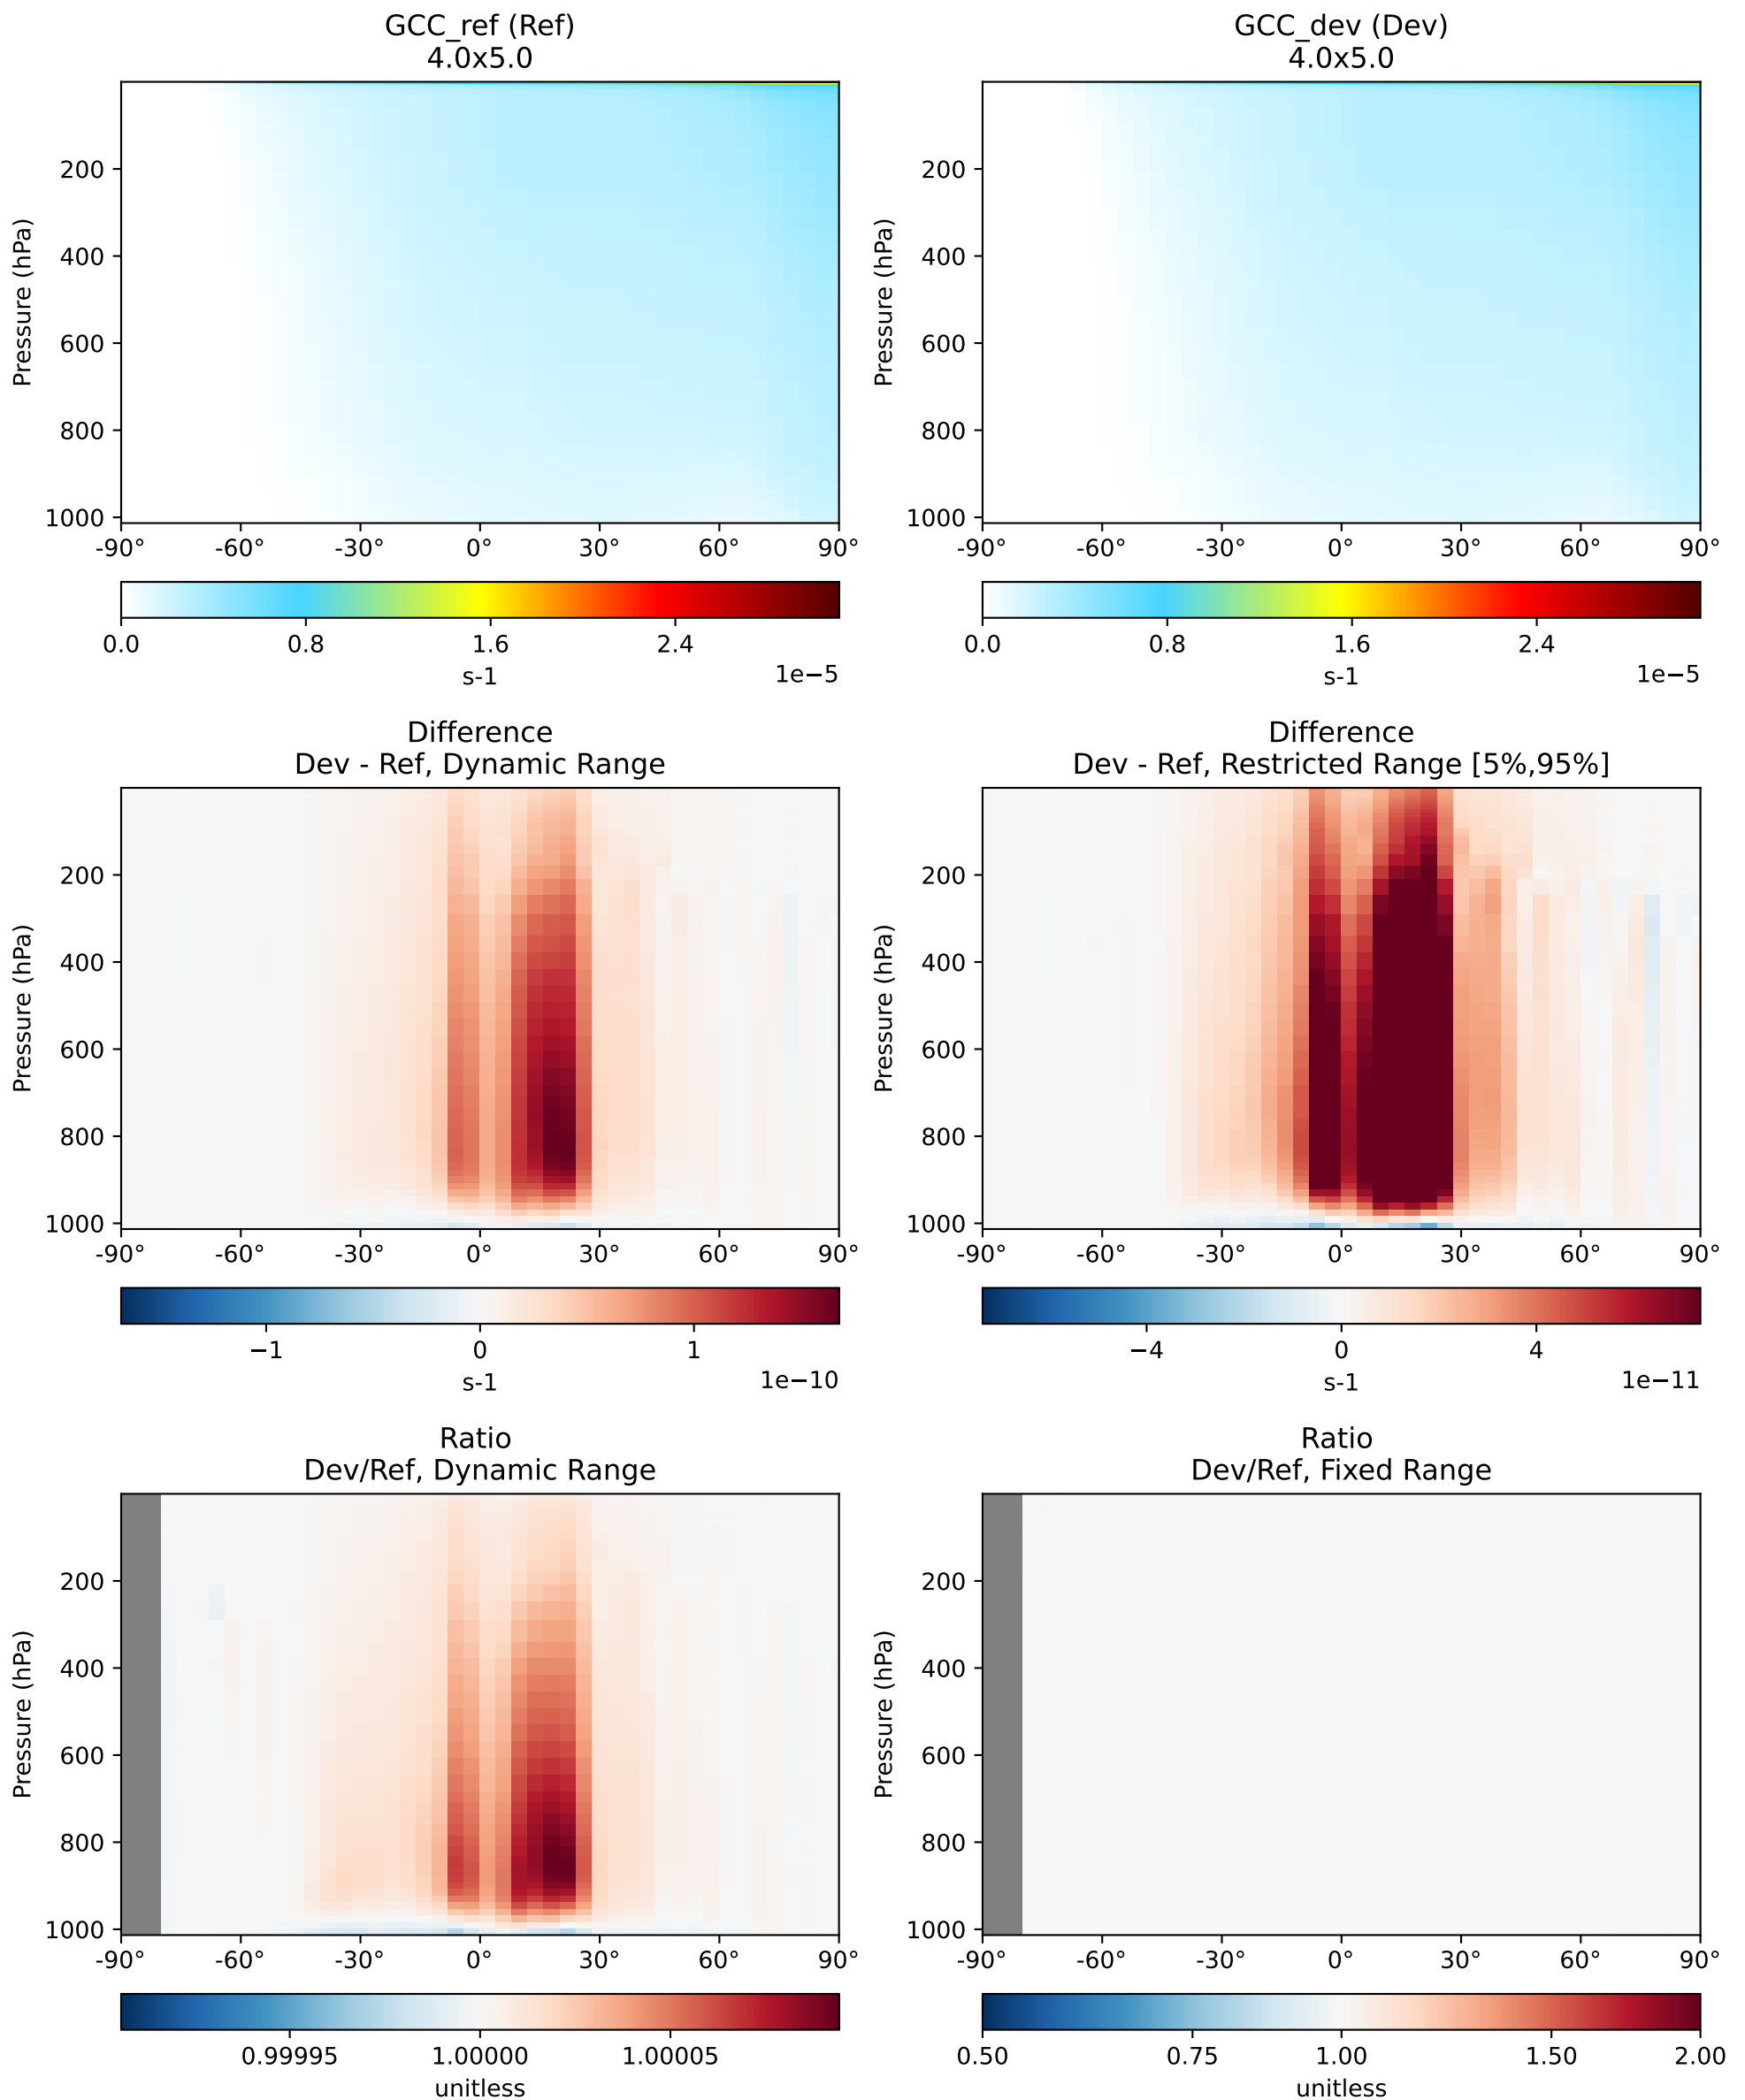 GCC_ref (Ref)
4.0x5.0
Pressure (hPa)
200
400
600
800
1000
-90° -60° -30° 0° 30° 60° 90°
0.0 0.8 1.6 2.4
s-1
1e−5
GCC_dev (Dev)
4.0x5.0
Pressure (hPa)
200
400
600
800
1000
-90° -60° -30° 0° 30° 60° 90°
0.0 0.8 1.6 2.4
s-1
1e−5
Difference
Dev - Ref, Dynamic Range
Pressure (hPa)
200
400
600
800
1000
-90° -60° -30° 0° 30° 60° 90°
−1 0 1
s-1
1e−10
Difference
Dev - Ref, Restricted Range [5%,95%]
Pressure (hPa)
200
400
600
800
1000
-90° -60° -30° 0° 30° 60° 90°
−4 0 4
s-1
1e−11
Ratio
Dev/Ref, Dynamic Range
Pressure (hPa)
200
400
600
800
1000
-90° -60° -30° 0° 30° 60° 90°
0.99995 1.00000 1.00005
unitless
Ratio
Dev/Ref, Fixed Range
Pressure (hPa)
200
400
600
800
1000
-90° -60° -30° 0° 30° 60° 90°
0.50 0.75 1.00 1.50 2.00
unitless